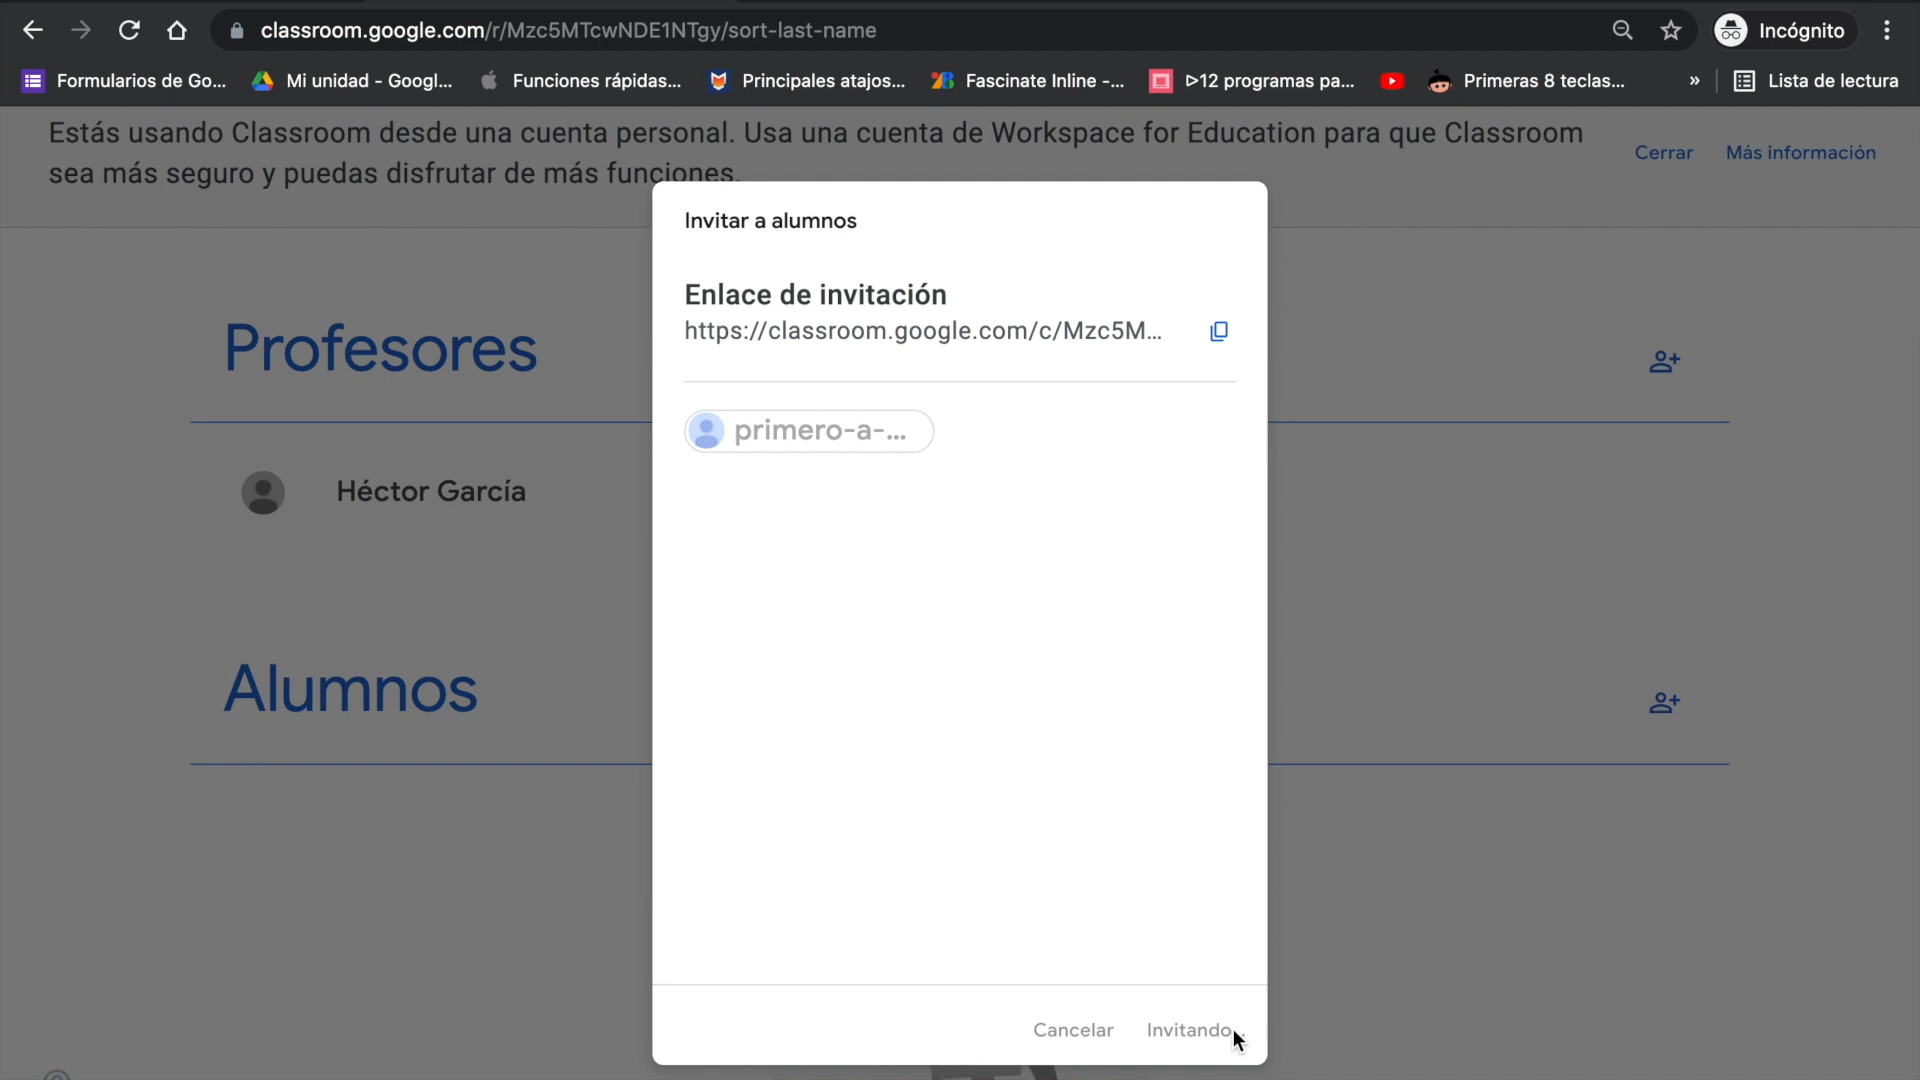 classroom.google.com/r/Mzc5MTcwNDE1NTgy/sort-last-name
Incógnito
Formularios de Go...
Mi unidad - Googl...
Funciones rápidas...
Principales atajos...
Fascinate Inline -...
▷12 programas pa...
Primeras 8 teclas...
»
Lista de lectura
Estás usando Classroom desde una cuenta personal. Usa una cuenta de Workspace for Education para que Classroom
sea más seguro y puedas disfrutar de más funciones.
Cerrar
Más información
Invitar a alumnos
Enlace de invitación
https://classroom.google.com/c/Mzc5M...
Profesores
primero-a-...
Héctor García
Alumnos
Cancelar
Invitando...